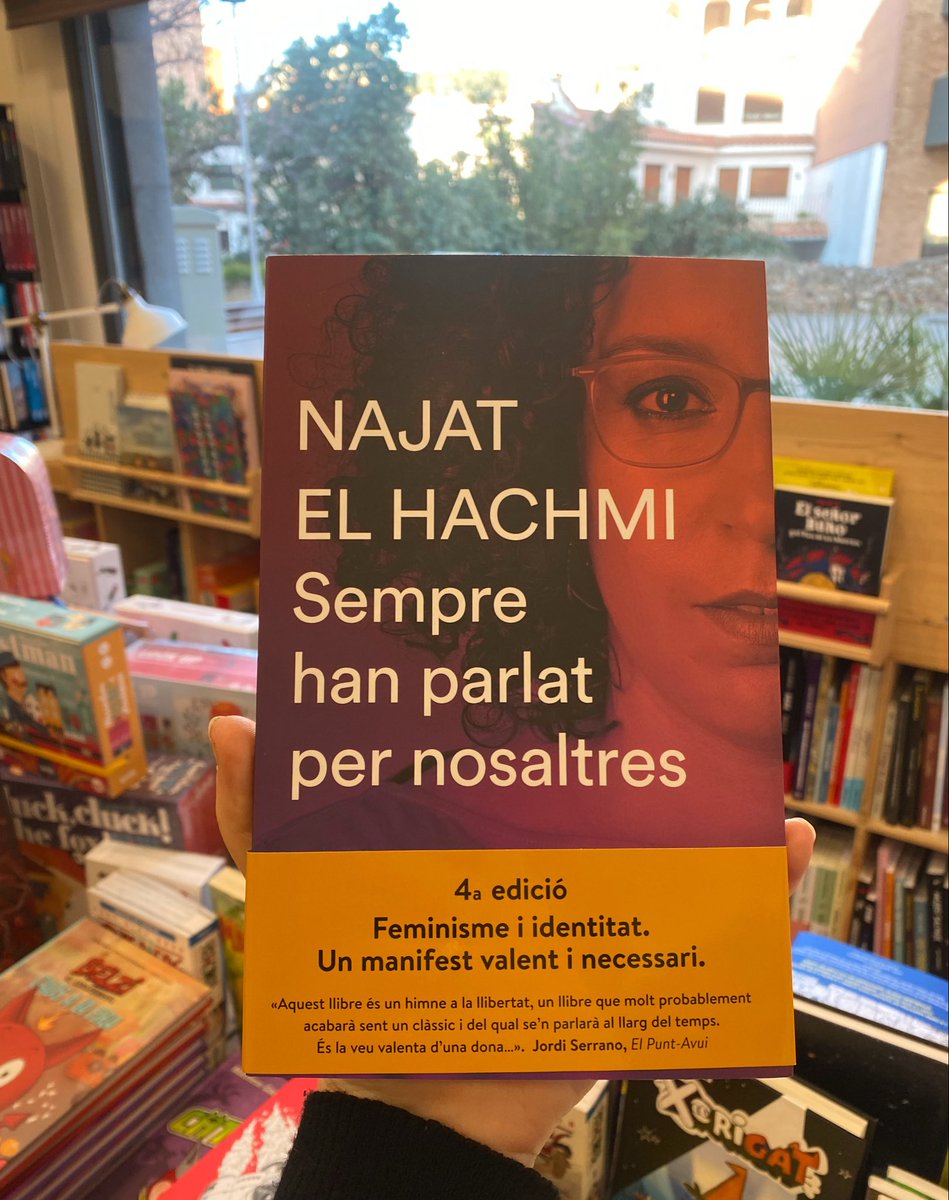 NAJAT
EL HACHMI
Sempre
han parlat
per nosaltres
4a edició
Feminisme i identitat.
Un manifest valent i necessari.
«Aquest llibre és un himne a la llibertat, un llibre que molt probablement
acabarà sent un clàssic i del qual se'n parlarà al llarg del temps.
És la veu valenta d'una dona...». Jordi Serrano, El Punt-Avui
El señor